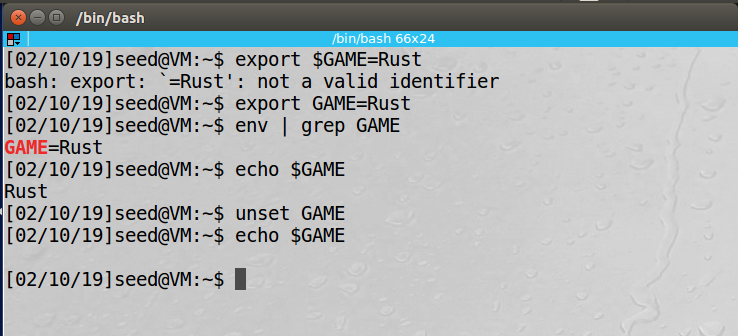 /bin/bash
/bin/bash 66x24
[02/10/19]seed@VM:~$ export $GAME=Rust
bash: export: `=Rust': not a valid identifier
[02/10/19]seed@VM:~$ export GAME=Rust
[02/10/19]seed@VM:~$ env | grep GAME
GAME=Rust
[02/10/19]seed@VM:~$ echo $GAME
Rust
[02/10/19]seed@VM:~$ unset GAME
[02/10/19]seed@VM:~$ echo $GAME
[02/10/19]seed@VM:~$